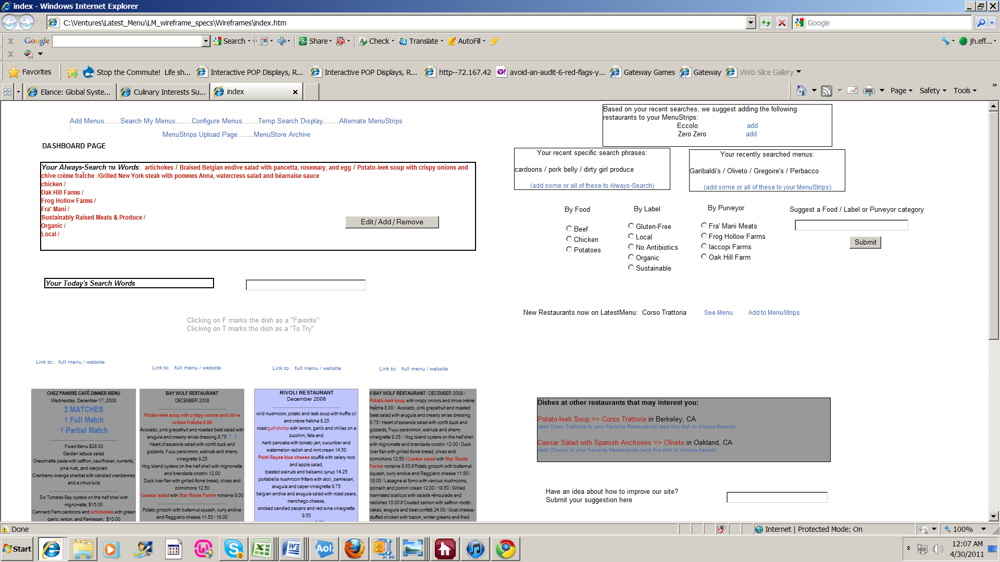 index - Windows Internet Explorer
C:\Ventures\Latest_Menu\LM_wireframe_specs\Wireframes\index.htm
Google
Google
Search
Share
Check
Translate
AutoFill
jh.eff...
Favorites
Stop the Commute! Life sh...
Interactive POP Displays, R...
Interactive POP Displays, R...
http--72.167.42
avoid-an-audit-6-red-flags-y...
Gateway Games
Gateway
Web Slice Gallery
Elance: Global Syste...
Culinary Interests Su...
index
Page
Safety
Tools
Add Menus
Search My Menus
Configure Menus
Temp Search Display
Alternate MenuStrips
MenuStrips Upload Page
MenuStore Archive
DASHBOARD PAGE
Your Always-Search TM Words: artichokes / Braised Belgian endive salad with pancetta, rosemary, and egg / Potato-leek soup with crispy onions and
chive crème fraîche /Grilled New York steak with pommes Anna, watercress salad and béarnaise sauce
chicken /
Oak Hill Farms /
Frog Hollow Farms /
Fra' Mani /
Sustainably Raised Meats & Produce /
Organic /
Local /
Edit / Add / Remove
Your Today's Search Words
Clicking on F marks the dish as a "Favorite"
Clicking on T marks the dish as a "To Try"
Based on your recent searches, we suggest adding the following
restaurants to your MenuStrips:
Eccolo add
Zero Zero add
Your recent specific search phrases:
cardoons / pork belly / dirty girl produce
(add some or all of these to Always-Search)
Your recently searched menus:
Garibaldi's / Oliveto / Gregoire's / Perbacco
(add some or all of these to your MenuStrips)
By Food
Beef
Chicken
Potatoes
By Label
Gluten-Free
Local
No Antibiotics
Organic
Sustainable
By Purveyor
Fra' Mani Meats
Frog Hollow Farms
Iaccopi Farms
Oak Hill Farm
Suggest a Food / Label or Purveyor category
Submit
New Restaurants now on LatestMenu: Corso Trattoria See Menu Add to MenuStrips
Link to: full menu / website
Link to: full menu / website
Link to: full menu / website
Link to: full menu / website
CHEZ PANISSE CAFÉ DINNER MENU
Wednesday, December 17, 2008
2 MATCHES
1 Full Match
1 Partial Match
Fixed Menu $28.00
Garden lettuce salad
Orecchiette pasta with saffron, cauliflower, currants,
pine nuts, and marjoram
Cranberry-orange sherbet with candied cranberries
and a citrus tuile
Six Tomales Bay oysters on the half shell with
mignonette, $15.00
Cannard Farm cardoons and artichokes with green
garlic, lemon, and Parmesan, $10.00
BAY WOLF RESTAURANT
DECEMBER 2008
Potato-leek soup with crispy onions and chive
crème fraîche 8.00
Avocado, pink grapefruit and roasted beet salad with
arugula and creamy anise dressing 8.75 T F
Heart of escarole salad with confit duck and
gizzards, Fuyu persimmon, walnuts and sherry
vinaigrette 9.25
Hog Island oysters on the half shell with mignonette
and brandade crostini 12.00
Duck liver flan with grilled Acme bread, olives and
cornichons 12.50
Caesar salad with Star Route Farms romaine 9.00
Potato gnocchi with butternut squash, curly endive
and Reggiano cheese 11.50 / 18.00
RIVOLI RESTAURANT
December 2008
wild mushroom, potato and leek soup with truffle oil
and crème fraîche 8.25
roast gulf shrimp with lemon, garlic and chilies on a
zucchini, feta and
herb pancake with tomato jam, cucumber and
watermelon radish and mint cream 14.50
Point Reyes blue cheese soufflé with celery root
and apple salad,
toasted walnuts and balsamic syrup 14.25
portabella mushroom fritters with aïoli, parmesan,
arugula and caper vinaigrette 9.75
belgian endive and arugula salad with roast pears,
manchego cheese,
smoked candied pecans and red wine vinaigrette
9.50
// BAY WOLF RESTAURANT / DECEMBER 2008 /
Potato-leek soup with crispy onions and chive crème
fraîche 8.00 / Avocado, pink grapefruit and roasted
beet salad with arugula and creamy anise dressing
8.75 / Heart of escarole salad with confit duck and
gizzards, Fuyu persimmon, walnuts and sherry
vinaigrette 9.25 / Hog Island oysters on the half shell
with mignonette and brandade crostini 12.00 / Duck
liver flan with grilled Acme bread, olives and
cornichons 12.50 / Caesar salad with Star Route
Farms romaine 9.00 // Potato gnocchi with butternut
squash, curly endive and Reggiano cheese 11.50 /
18.00 / Lasagna al forno with various mushrooms,
spinach and porcini cream 12.00 / 18.50 / Grilled
marinated scallops with salade rémoulade and
radishes 15.00 // Crusted salmon with saffron risotto
cakes, arugula and beet confetti 24.00 / Goat cheese-
stuffed chicken with bacon, winter greens and fried
Dishes at other restaurants that may interest you:
Potato-leek Soup => Corso Trattoria in Berkeley, CA
(add Corso Trattoria to your Favorite Restaurants) (add this dish to Always-Search)
Caesar Salad with Spanish Anchovies => Oliveto in Oakland, CA
(add Oliveto to your Favorite Restaurants) (add this dish to Always-Search)
Have an idea about how to improve our site?
Submit your suggestion here
Done
Internet | Protected Mode: On
100%
Start
Aol.
12:07 AM
4/30/2011